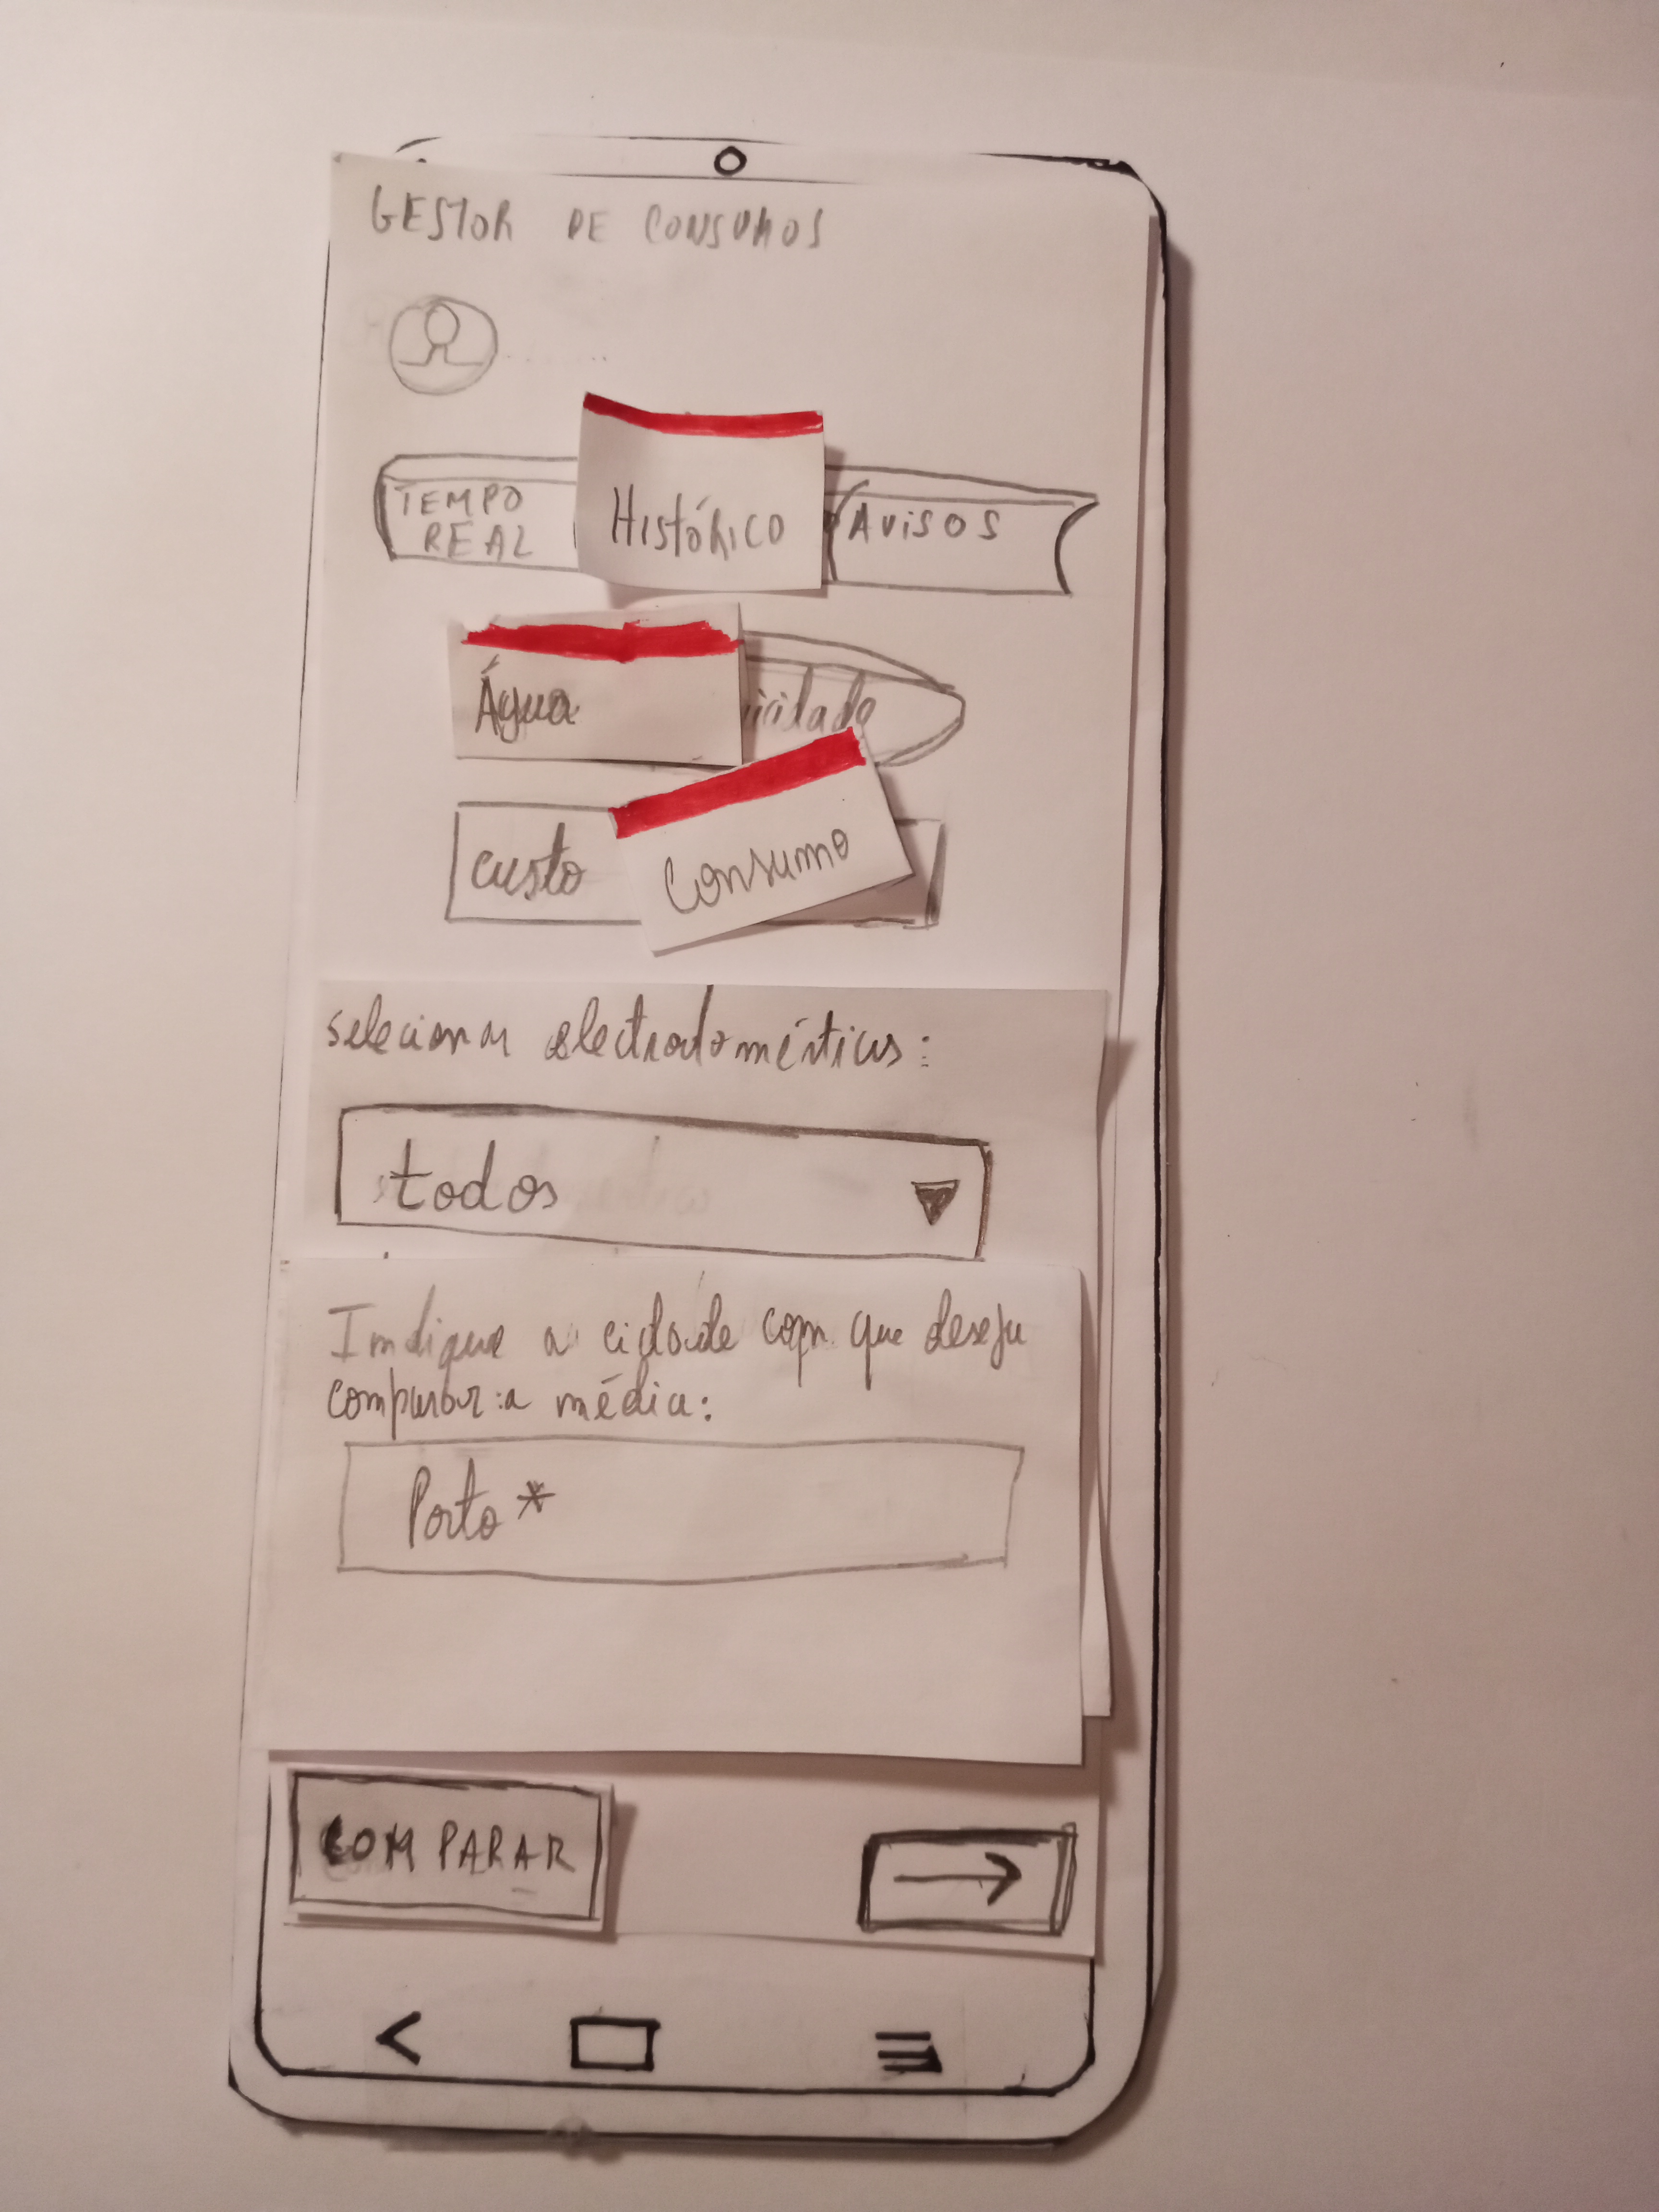 GESTOR DE CONSUMOS
TEMPO REAL
Histórico
AVISOS
Água
icidade
custo
Consumo
selecionar electrodomésticos:
todos
Indique a cidade com que deseja
comparar a média:
Porto *
COMPARAR